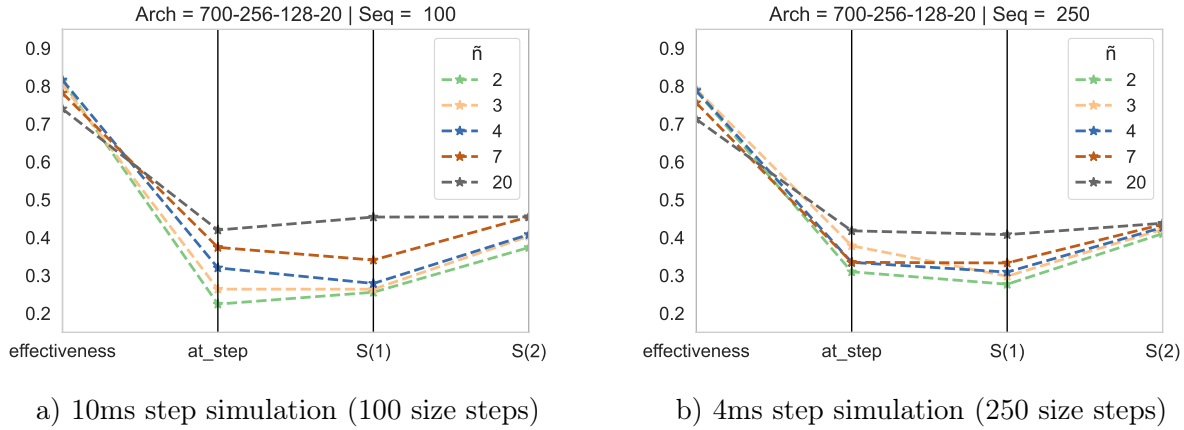 Arch = 700-256-128-20 | Seq =  100
0.9
0.8
0.7
0.6
0.5
0.4
0.3
0.2
ñ
2
3
4
7
20
effectiveness
at_step
S(1)
S(2)
a) 10ms step simulation (100 size steps)
Arch = 700-256-128-20 | Seq =  250
0.9
0.8
0.7
0.6
0.5
0.4
0.3
0.2
ñ
2
3
4
7
20
effectiveness
at_step
S(1)
S(2)
b) 4ms step simulation (250 size steps)